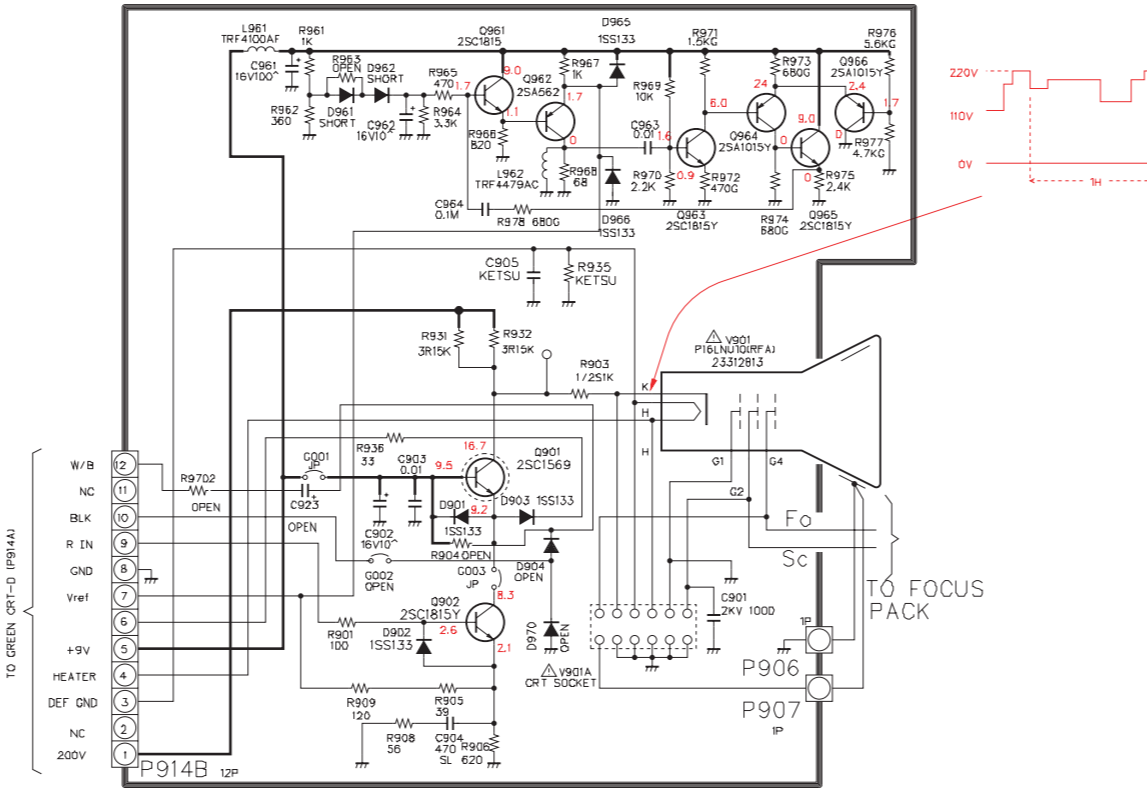 L961
TRF4100AF
R961
1K
Q961
2SC1815
D965
1SS133
R971
1.5KG
R976
5.6KG
C961
16V100^
R963
OPEN
D962
SHORT
R965
470
9.0
Q962
2SA562
R967
1K
R973
680G
Q966
2SA1015Y
220V
1.7
R969
10K
24
2.4
R962
360
D961
SHORT
C962
16V10^
R964
3.3K
1.1
1.7
6.0
9.0
1.7
110V
R966
820
C963
0.01
1.6
Q964
2SA1015Y
0
0
0
R977
4.7KG
0V
L962
TRF4479AC
R968
68
R970
2.2K
0.9
R972
470G
0
R975
2.4K
1H
C964
0.1M
R978 680G
D966
1SS133
Q963
2SC1815Y
R974
680G
Q965
2SC1815Y
C905
KETSU
R935
KETSU
R931
3R15K
R932
3R15K
V901
P16LNU10(RFA)
23312813
R903
1/2S1K
K
H
H
G1
G2
G4
TO GREEN CRT-D (P914A)
W/B
12
NC
11
BLK
10
R IN
9
GND
8
Vref
7
6
+9V
5
HEATER
4
DEF GND
3
NC
2
200V
1
P914B
12P
R9702
OPEN
G001
JP
C923
OPEN
R936
33
C903
0.01
16.7
9.5
Q901
2SC1569
D901
1SS133
9.2
D903 1SS133
C902
16V10^
R904 OPEN
G002
OPEN
G003
JP
D904
OPEN
8.3
Q902
2SC1815Y
R901
100
D902
1SS133
2.6
2.1
D970
OPEN
R909
120
R905
39
R908
56
C904
470
SL
R906
620
V901A
CRT SOCKET
C901
2KV 100D
Fo
Sc
TO FOCUS
PACK
1P
P906
P907
1P